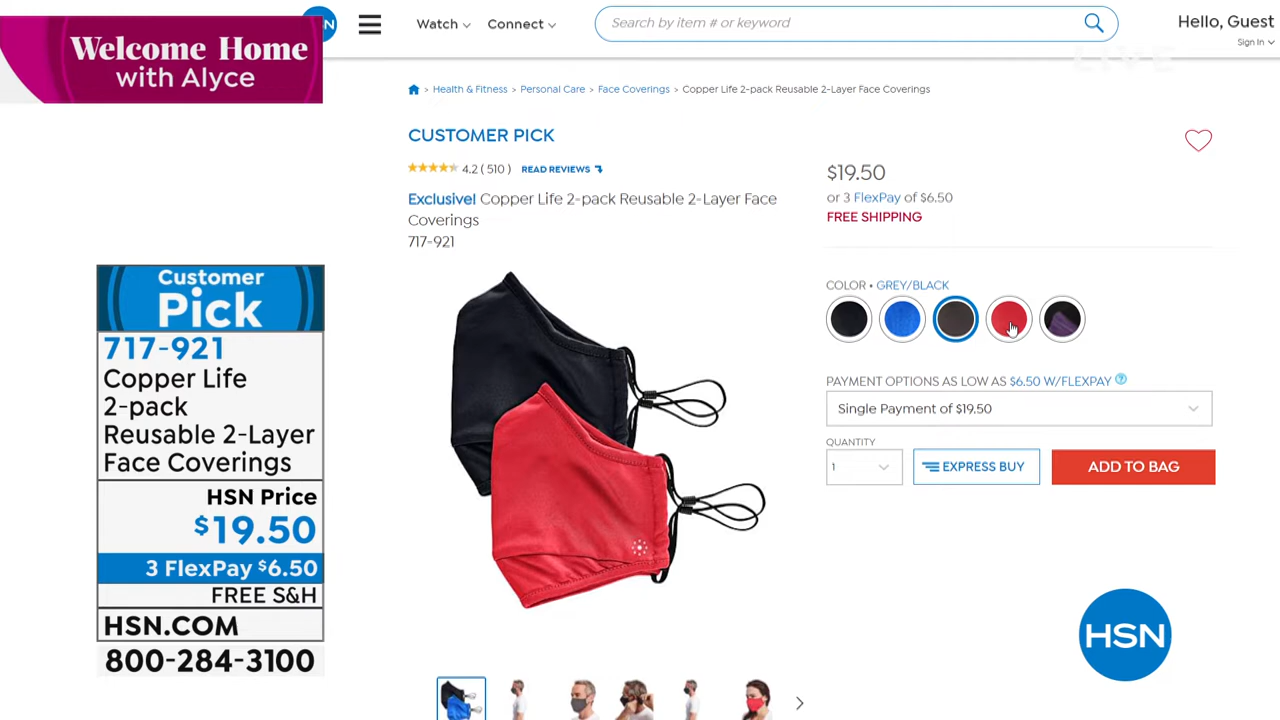 Welcome Home
with Alyce
SN
Watch
Connect
Search by item # or keyword
Hello, Guest
Sign In
LIVE
> Health & Fitness > Personal Care > Face Coverings > Copper Life 2-pack Reusable 2-Layer Face Coverings
CUSTOMER PICK
4.2 ( 510 ) READ REVIEWS
Exclusive! Copper Life 2-pack Reusable 2-Layer Face
Coverings
717-921
$19.50
or 3 FlexPay of $6.50
FREE SHIPPING
COLOR • GREY/BLACK
PAYMENT OPTIONS AS LOW AS $6.50 W/FLEXPAY ?
Single Payment of $19.50
QUANTITY
1
EXPRESS BUY
ADD TO BAG
Customer
Pick
717-921
Copper Life
2-pack
Reusable 2-Layer
Face Coverings
HSN Price
$19.50
3 FlexPay $6.50
FREE S&H
HSN.COM
800-284-3100
HSN